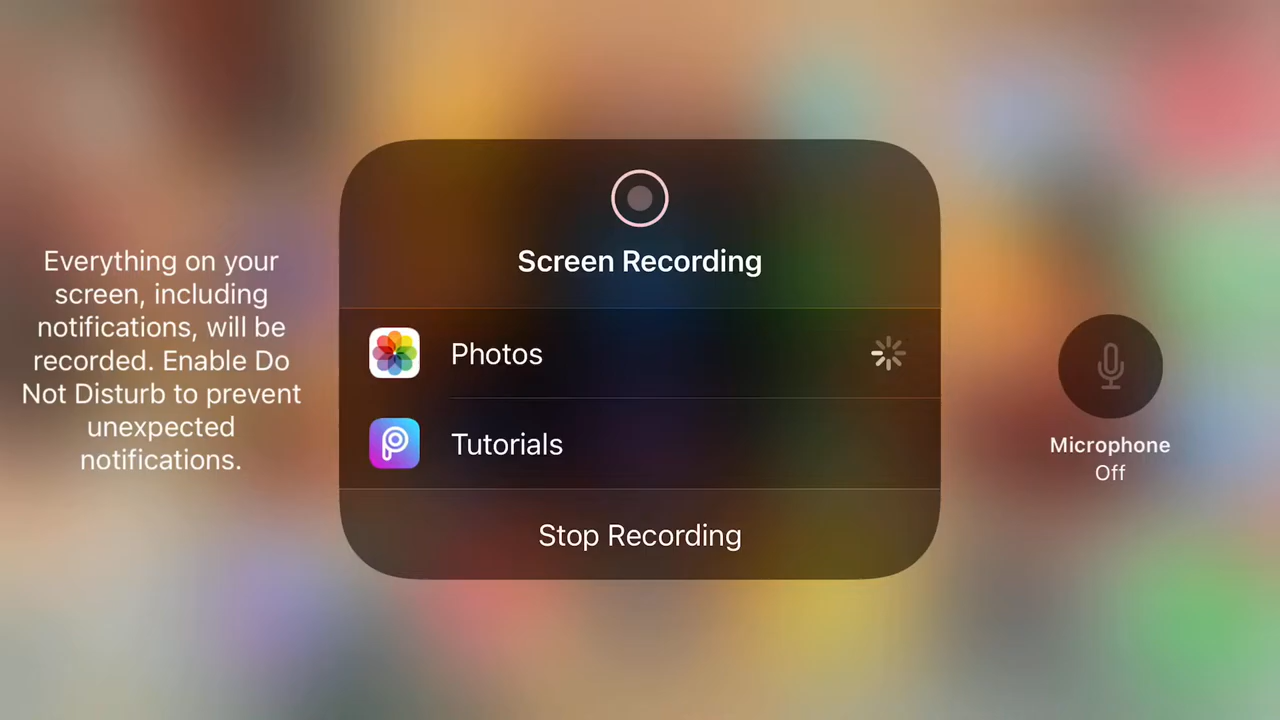 Everything on your
screen, including
notifications, will be
recorded. Enable Do
Not Disturb to prevent
unexpected
notifications.
Screen Recording
Photos
Tutorials
Stop Recording
Microphone
Off